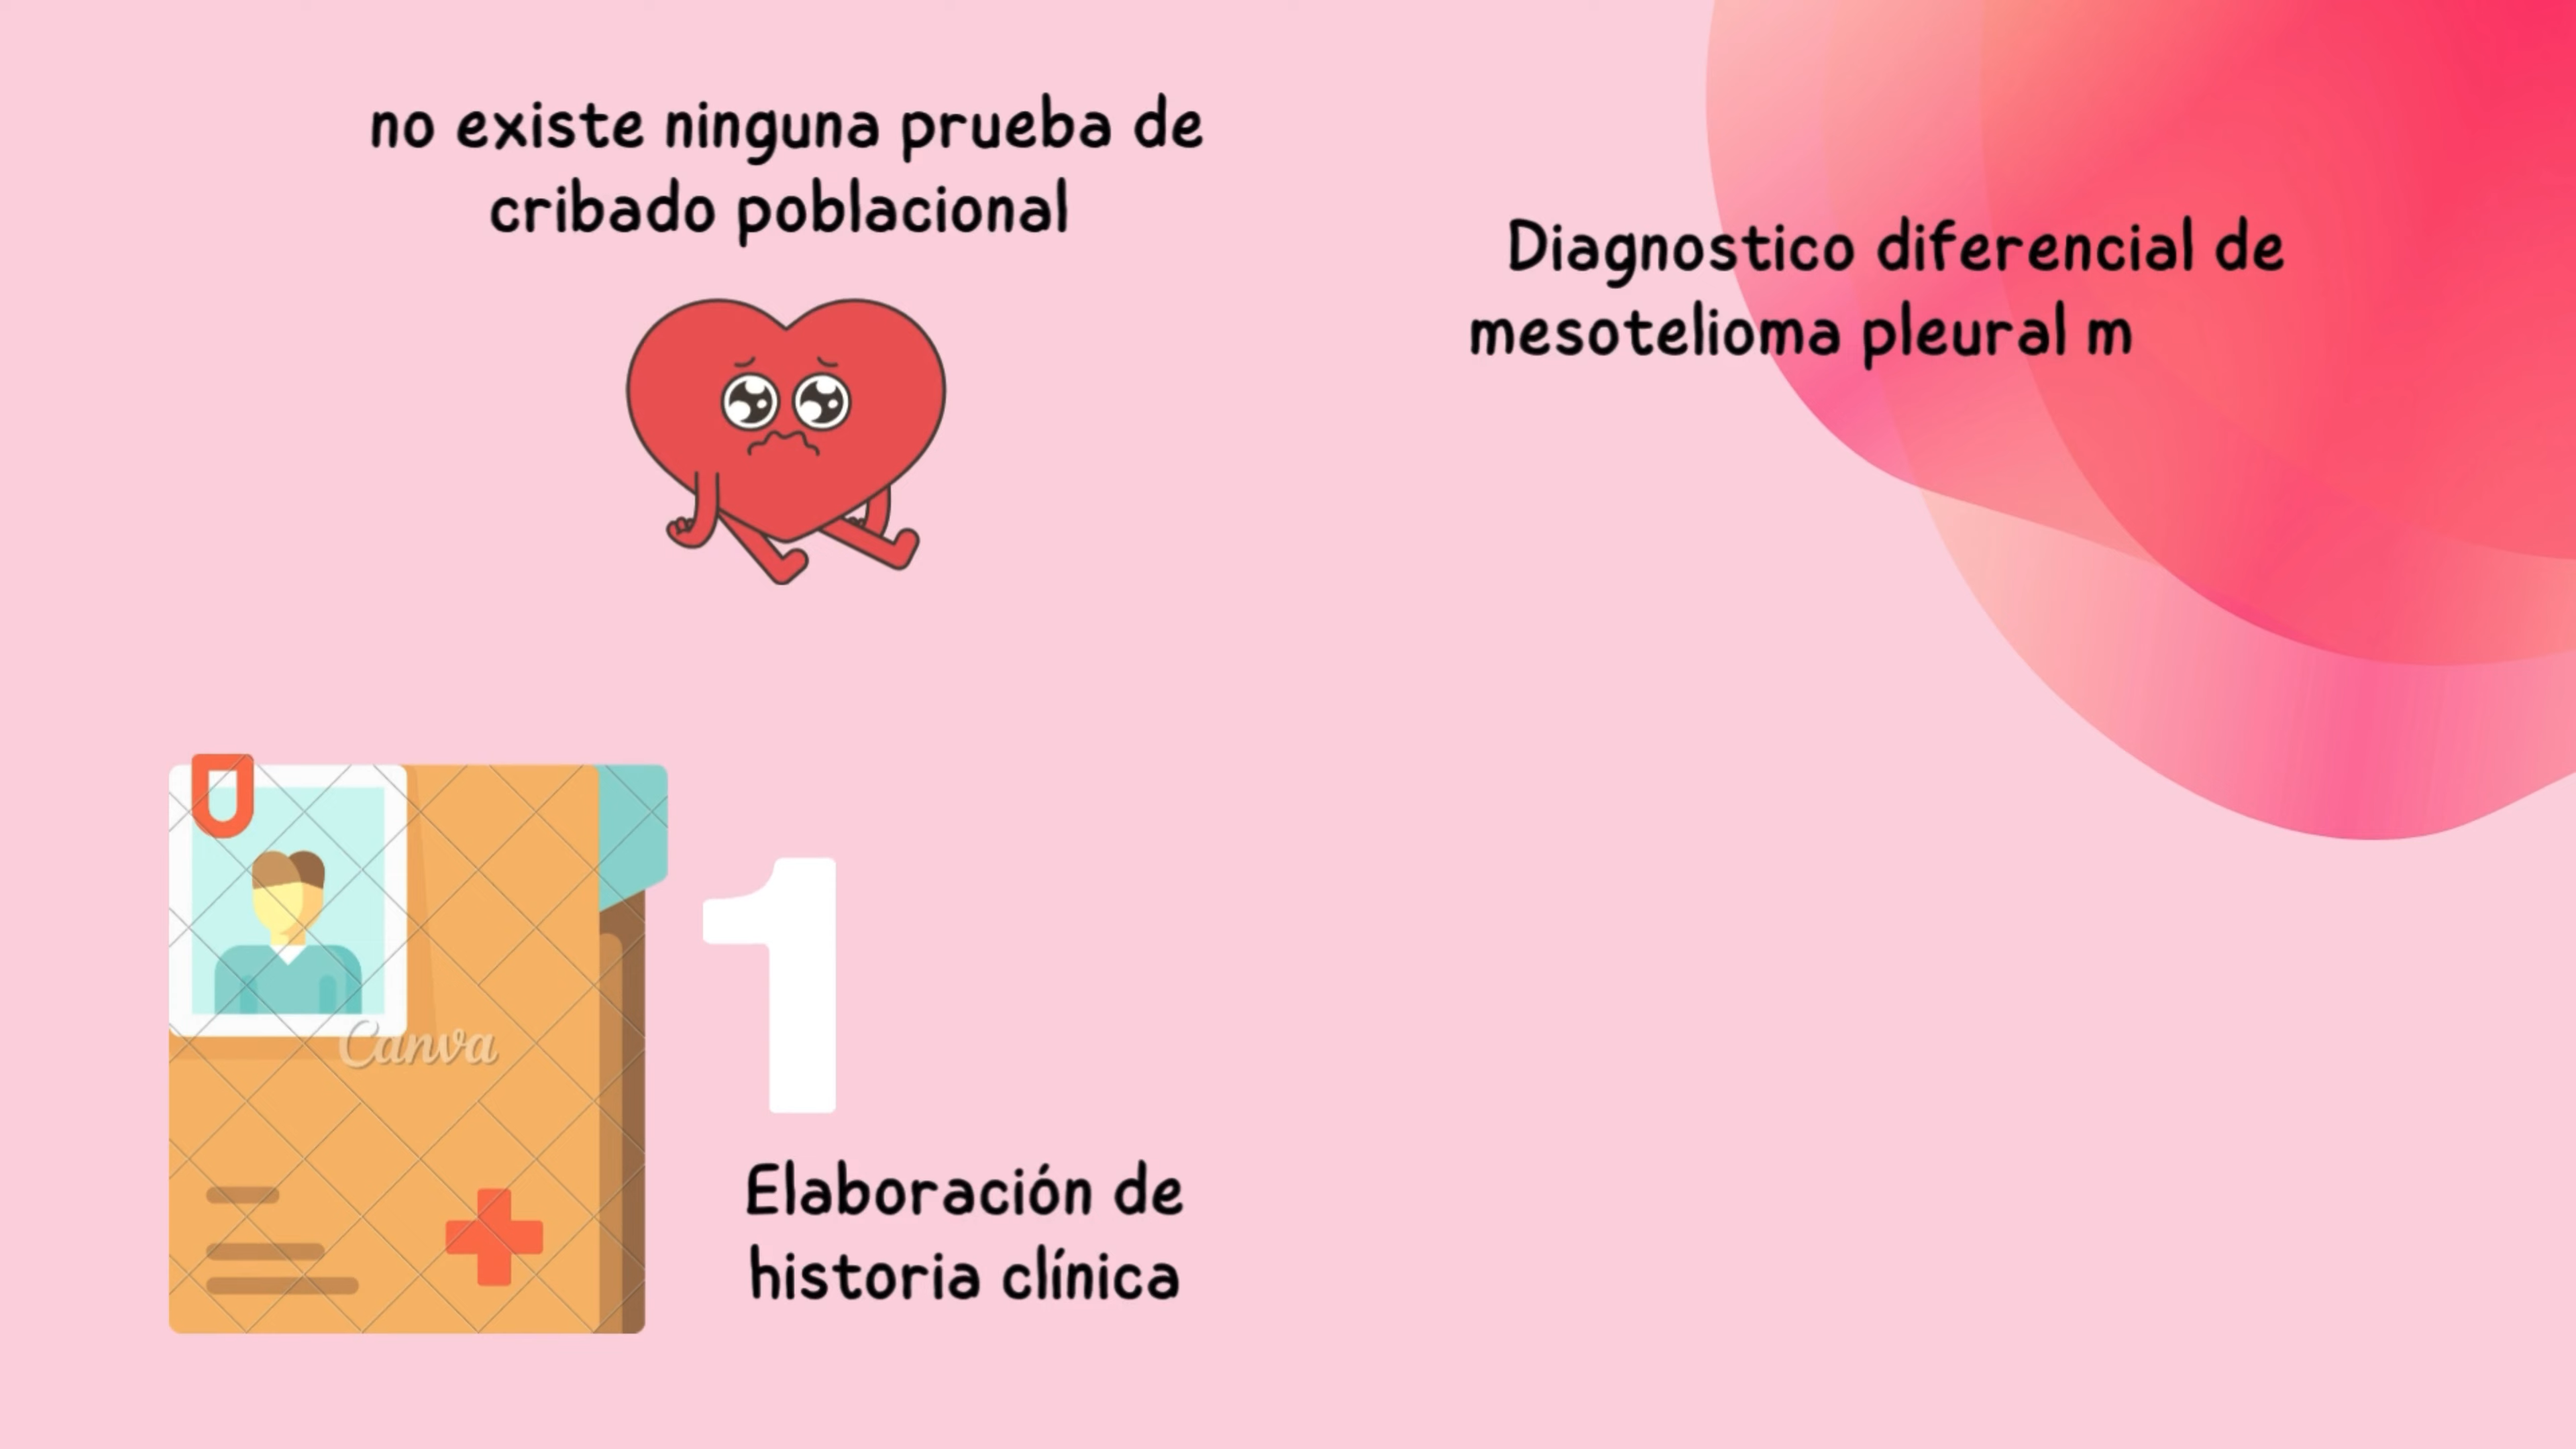 no existe ninguna prueba de
cribado poblacional
Diagnostico diferencial de
mesotelioma pleural m
Canva
1
Elaboración de
historia clínica